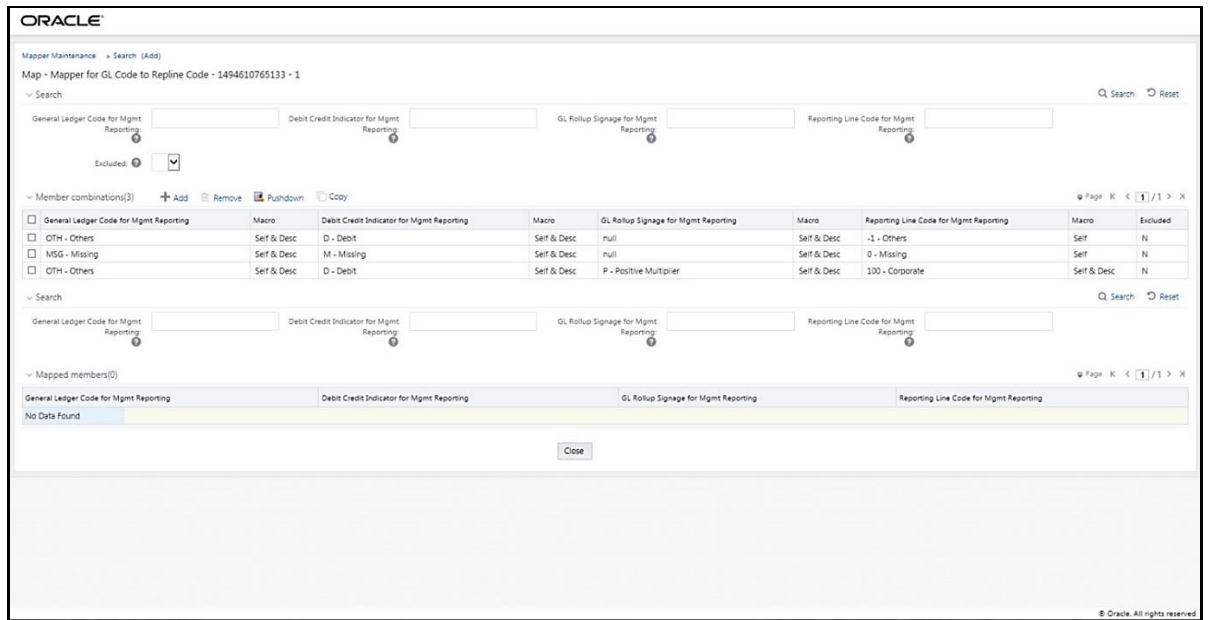 ORACLE
Mapper Maintenance » Search (Add)
Map - Mapper for GL Code to Repline Code - 1494610765133 - 1
Search
Search Reset
General Ledger Code for Mgmt Reporting:
Debit Credit Indicator for Mgmt Reporting:
GL Rollup Signage for Mgmt Reporting:
Reporting Line Code for Mgmt Reporting:
Excluded:
Member combinations(3) Add Remove Pushdown Copy
Page K < 1 / 1 >
General Ledger Code for Mgmt Reporting Macro Debit Credit Indicator for Mgmt Reporting Macro GL Rollup Signage for Mgmt Reporting Macro Reporting Line Code for Mgmt Reporting Macro Excluded
OTH - Others Self & Desc D - Debit Self & Desc null Self & Desc -1 - Others Self N
MSG - Missing Self & Desc M - Missing Self & Desc null Self & Desc 0 - Missing Self N
OTH - Others Self & Desc D - Debit Self & Desc P - Positive Multiplier Self & Desc 100 - Corporate Self & Desc N
Search
Search Reset
General Ledger Code for Mgmt Reporting:
Debit Credit Indicator for Mgmt Reporting:
GL Rollup Signage for Mgmt Reporting:
Reporting Line Code for Mgmt Reporting:
Mapped members(0)
Page K < 1 / 1 >
General Ledger Code for Mgmt Reporting Debit Credit Indicator for Mgmt Reporting GL Rollup Signage for Mgmt Reporting Reporting Line Code for Mgmt Reporting
No Data Found
Close
© Oracle. All rights reserved